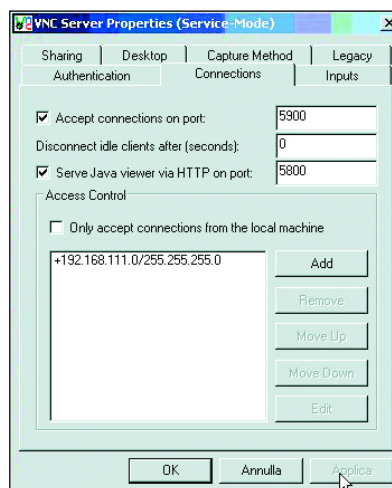 VNC Server Properties (Service-Mode)
Sharing Desktop Capture Method Legacy
Authentication Connections Inputs
Accept connections on port: 5900
Disconnect idle clients after (seconds): 0
Serve Java viewer via HTTP on port: 5800
Access Control
Only accept connections from the local machine
+192.168.111.0/255.255.255.0
Add
Remove
Move Up
Move Down
Edit
OK Annulla Applica